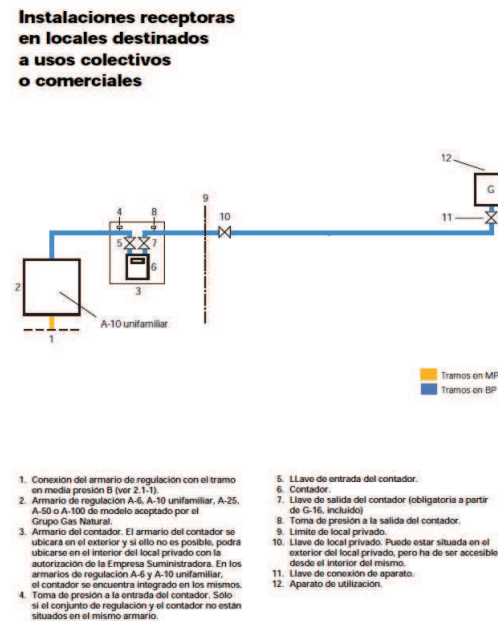 Instalaciones receptoras
en locales destinados
a usos colectivos
o comerciales
12
G
11
9
10
4
8
5
7
6
3
2
A-10 unifamiliar
1
Tramos en MP
Tramos en BP
1. Conexión del armario de regulación con el tramo
en media presión B (ver 2.1-1).
2. Armario de regulación A-6, A-10 unifamiliar, A-25,
A-50 o A-100 de modelo aceptado por el
Grupo Gas Natural.
3. Armario del contador. El armario del contador se
ubicará en el exterior y si ello no es posible, podrá
ubicarse en el interior del local privado con la
autorización de la Empresa Suministradora. En los
armarios de regulación A-6 y A-10 unifamiliar,
el contador se encuentra integrado en los mismos.
4. Toma de presión a la entrada del contador. Sólo
si el conjunto de regulación y el contador no están
situados en el mismo armario.
5. LLave de entrada del contador.
6. Contador.
7. Llave de salida del contador (obligatoria a partir
de G-16, incluido)
8. Toma de presión a la salida del contador.
9. Límite de local privado.
10. Llave de local privado. Puede estar situada en el
exterior del local privado, pero ha de ser accesible
desde el interior del mismo.
11. Llave de conexión de aparato.
12. Aparato de utilización.